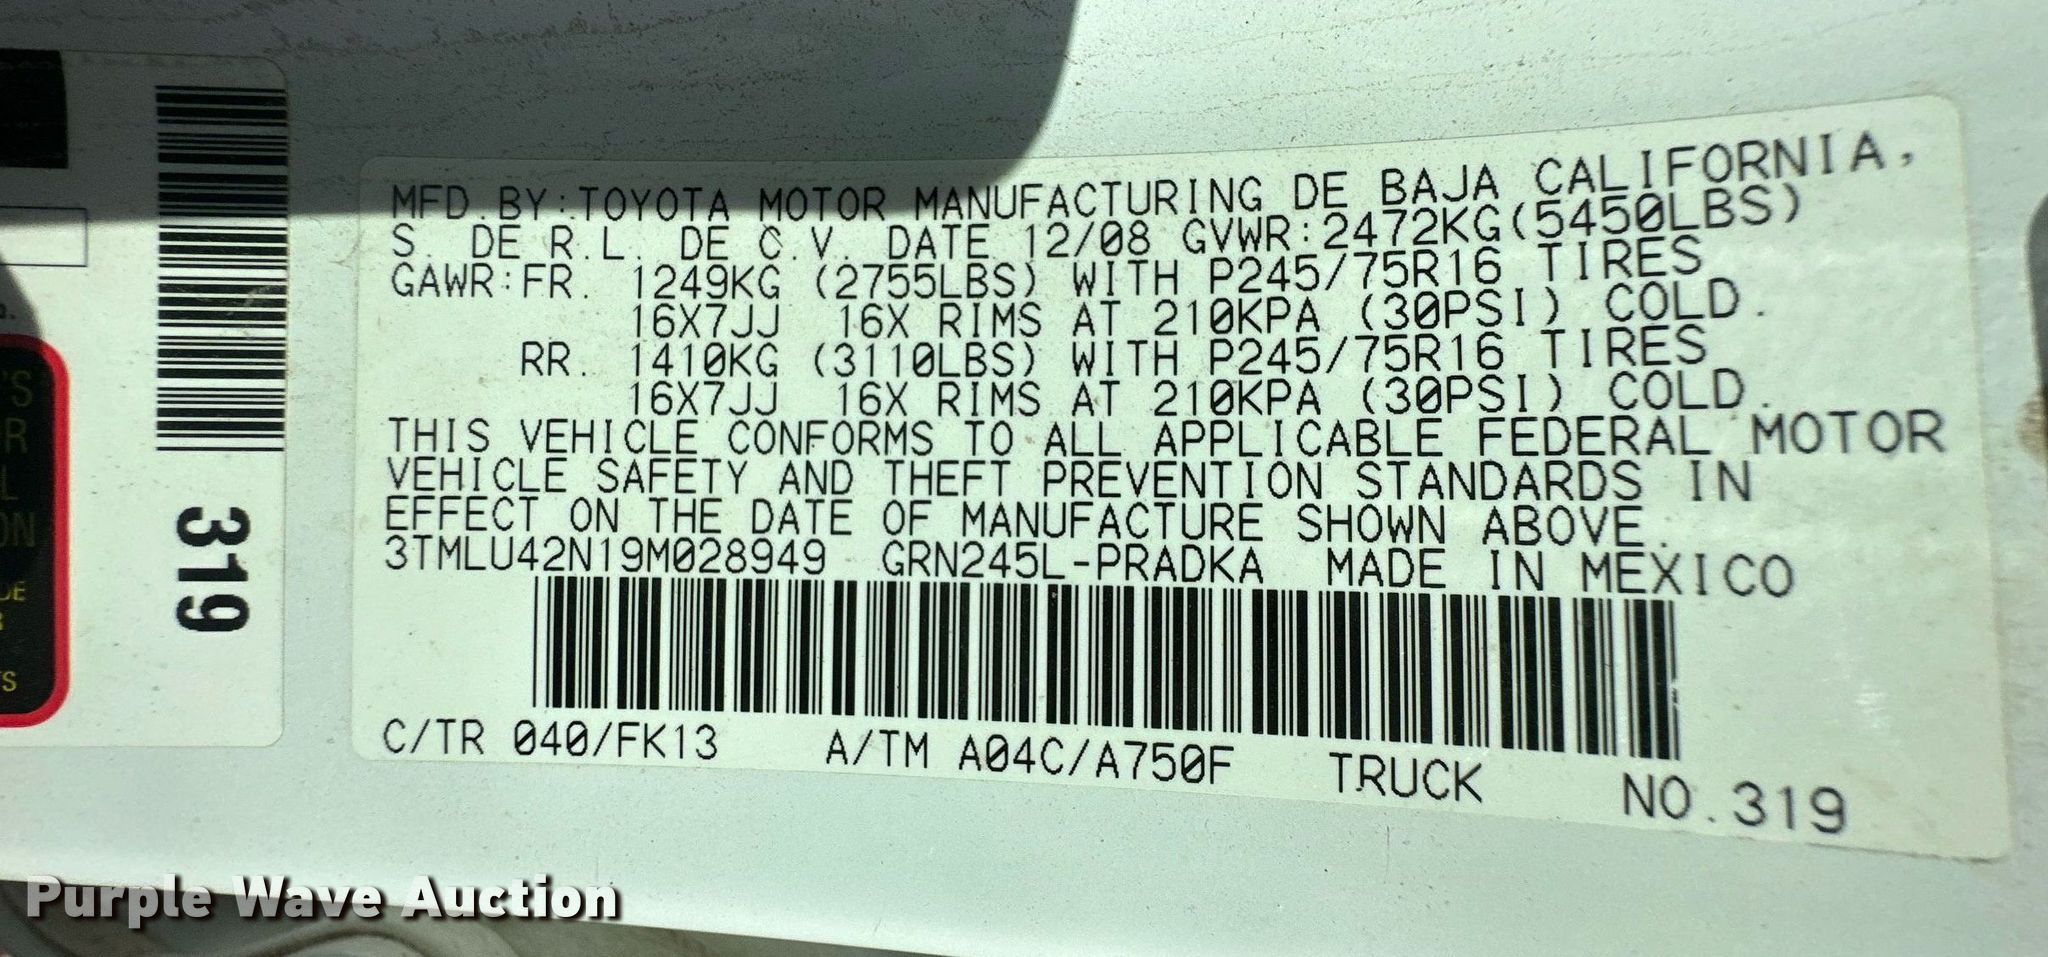 MFD.BY:TOYOTA MOTOR MANUFACTURING DE BAJA CALIFORNIA,
S. DE R.L. DE C.V. DATE 12/08 GVWR:2472KG(5450LBS)
GAWR:FR. 1249KG (2755LBS) WITH P245/75R16 TIRES
16X7JJ 16X RIMS AT 210KPA (30PSI) COLD.
RR. 1410KG (3110LBS) WITH P245/75R16 TIRES
16X7JJ 16X RIMS AT 210KPA (30PSI) COLD.
THIS VEHICLE CONFORMS TO ALL APPLICABLE FEDERAL MOTOR
VEHICLE SAFETY AND THEFT PREVENTION STANDARDS IN
EFFECT ON THE DATE OF MANUFACTURE SHOWN ABOVE.
3TMLU42N19M028949 GRN245L-PRADKA MADE IN MEXICO
C/TR 040/FK13 A/TM A04C/A750F TRUCK NO.319
319
Purple Wave Auction